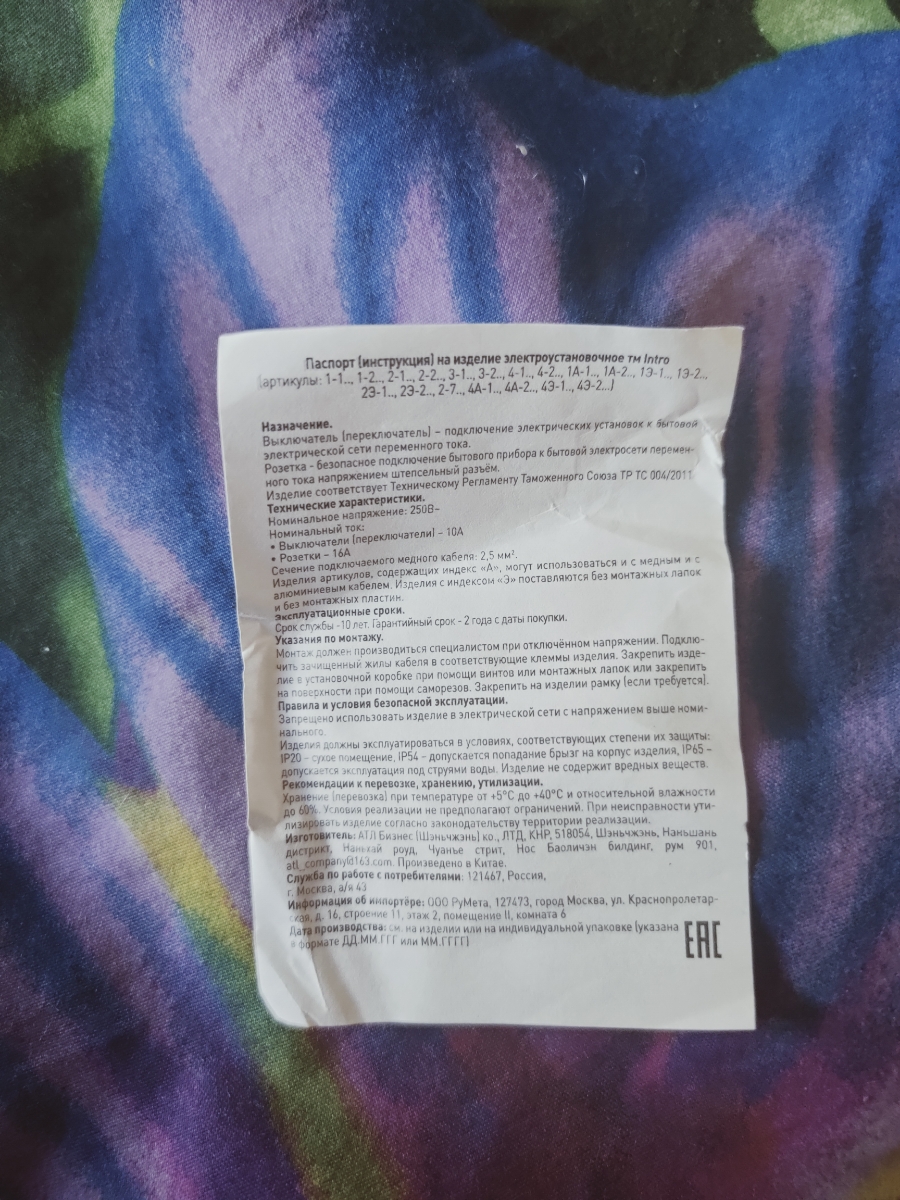 Паспорт (инструкция) на изделие электроустановочное тм Intro
(артикулы: 1-1.., 1-2.., 2-1.., 2-2.., 3-1.., 3-2.., 4-1.., 4-2.., 1А-1.., 1А-2.., 1Э-1.., 1Э-2..,
2Э-1.., 2Э-2.., 2-7.., 4А-1.., 4А-2.., 4Э-1.., 4Э-2..)
Назначение.
Выключатель (переключатель) – подключение электрических установок к бытовой
электрической сети переменного тока.
Розетка - безопасное подключение бытового прибора к бытовой электросети перемен-
ного тока напряжением штепсельный разъём.
Изделие соответствует Техническому Регламенту Таможенного Союза ТР ТС 004/2011
Технические характеристики.
Номинальное напряжение: 250В~
Номинальный ток:
• Выключатели (переключатели) – 10А
• Розетки – 16А
Сечение подключаемого медного кабеля: 2,5 мм².
Изделия артикулов, содержащих индекс «А», могут использоваться и с медным и с
алюминиевым кабелем. Изделия с индексом «Э» поставляются без монтажных лапок
и без монтажных пластин.
Эксплуатационные сроки.
Срок службы -10 лет. Гарантийный срок - 2 года с даты покупки.
Указания по монтажу.
Монтаж должен производиться специалистом при отключённом напряжении. Подклю-
чить зачищенный жилы кабеля в соответствующие клеммы изделия. Закрепить изде-
лие в установочной коробке при помощи винтов или монтажных лапок или закрепить
на поверхности при помощи саморезов. Закрепить на изделии рамку (если требуется).
Правила и условия безопасной эксплуатации.
Запрещено использовать изделие в электрической сети с напряжением выше номи-
нального.
Изделия должны эксплуатироваться в условиях, соответствующих степени их защиты:
IP20 – сухое помещение, IP54 – допускается попадание брызг на корпус изделия, IP65 –
допускается эксплуатация под струями воды. Изделие не содержит вредных веществ.
Рекомендации к перевозке, хранению, утилизации.
Хранение (перевозка) при температуре от +5°С до +40°С и относительной влажности
до 60%. Условия реализации не предполагают ограничений. При неисправности ути-
лизировать изделие согласно законодательству территории реализации.
Изготовитель: АТЛ Бизнес (Шэньчжэнь) ко., ЛТД, КНР, 518054, Шэньчжэнь, Наньшань
дистрикт, Наньхай роуд, Чуанье стрит, Нос Баоличэн билдинг, рум 901,
atl_company@163.com. Произведено в Китае.
Служба по работе с потребителями: 121467, Россия,
г. Москва, а/я 43
Информация об импортёре: ООО РуМета, 127473, город Москва, ул. Краснопролетар-
ская, д. 16, строение 11, этаж 2, помещение II, комната 6
Дата производства: см. на изделии или на индивидуальной упаковке (указана
в формате ДД.ММ.ГГГ или ММ.ГГГГ)
EAC